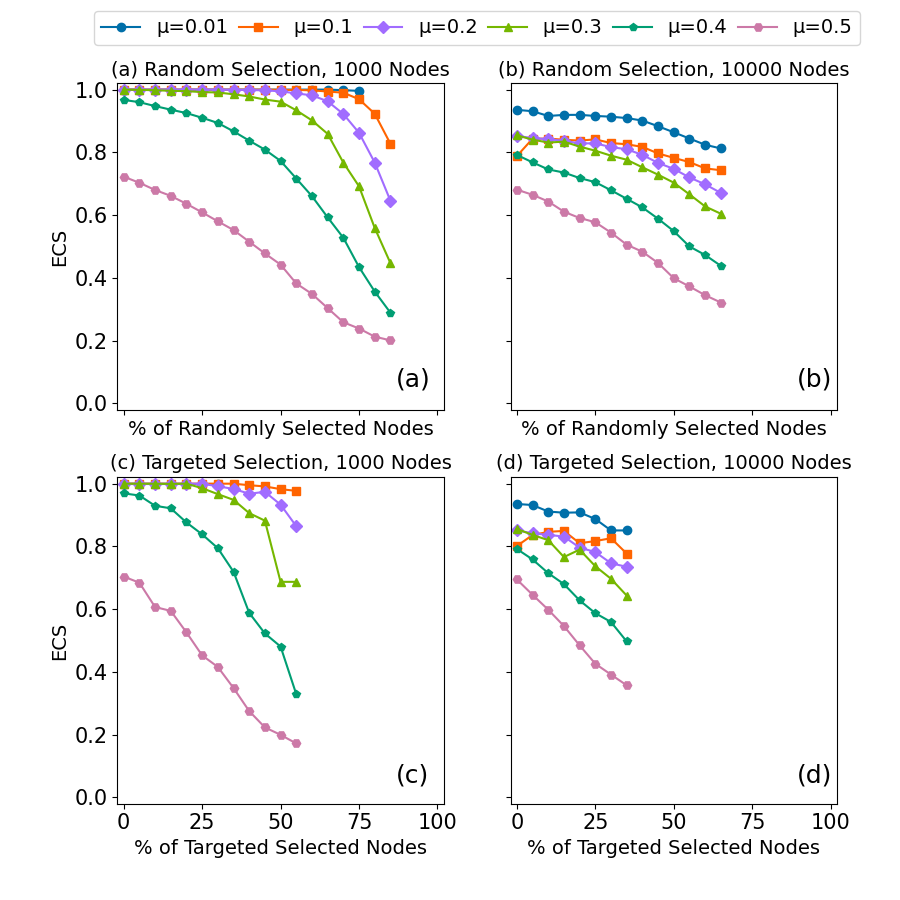 μ=0.01 μ=0.1 μ=0.2 μ=0.3 μ=0.4 μ=0.5
(a) Random Selection, 1000 Nodes
1.0
0.8
0.6
0.4
0.2
0.0
ECS
(a)
% of Randomly Selected Nodes
(b) Random Selection, 10000 Nodes
(b)
% of Randomly Selected Nodes
(c) Targeted Selection, 1000 Nodes
1.0
0.8
0.6
0.4
0.2
0.0
ECS
(c)
0 25 50 75 100
% of Targeted Selected Nodes
(d) Targeted Selection, 10000 Nodes
(d)
0 25 50 75 100
% of Targeted Selected Nodes